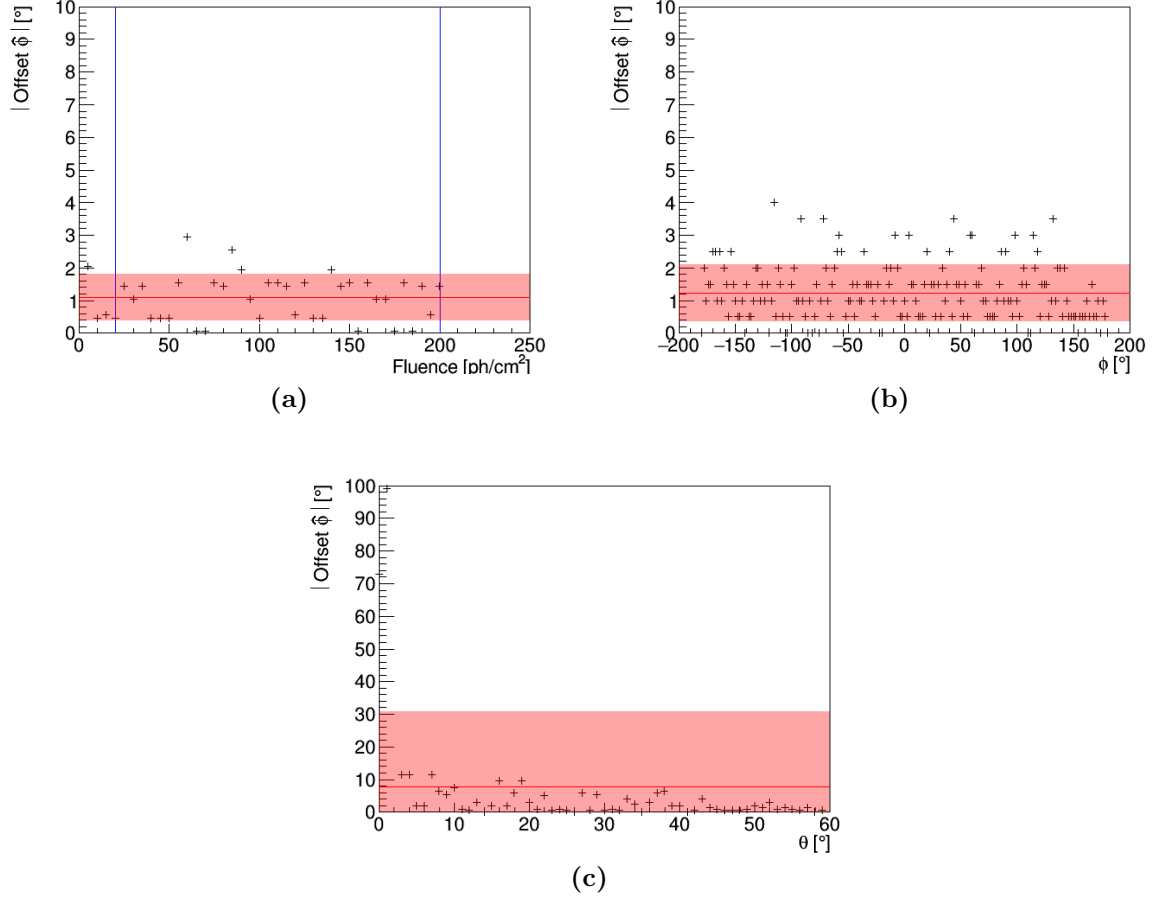 | Offset φ̂ | [°]
10
9
8
7
6
5
4
3
2
1
0
0 50 100 150 200 250
Fluence [ph/cm²]
(a)
| Offset φ̂ | [°]
10
9
8
7
6
5
4
3
2
1
0
−200 −150 −100 −50 0 50 100 150 200
ϕ [°]
(b)
| Offset φ̂ | [°]
100
90
80
70
60
50
40
30
20
10
0
0 10 20 30 40 50 60
θ [°]
(c)